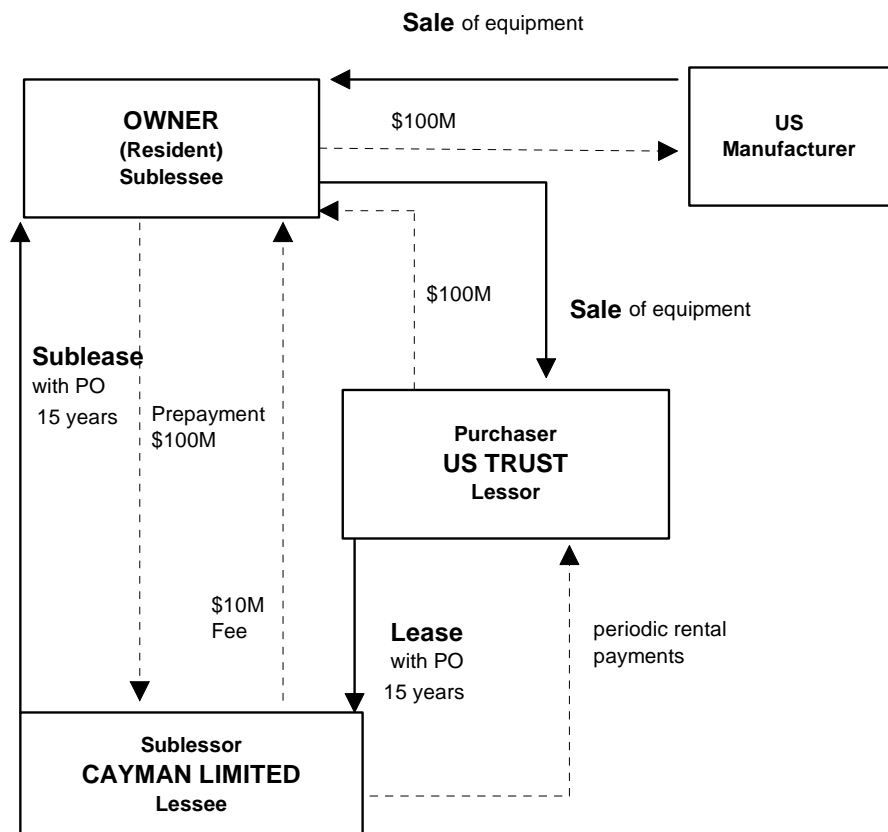 Sale of equipment
OWNER
(Resident)
Sublessee
$100M
US
Manufacturer
$100M
Sale of equipment
Sublease
with PO
15 years
Prepayment
$100M
Purchaser
US TRUST
Lessor
$10M
Fee
Lease
with PO
15 years
periodic rental
payments
Sublessor
CAYMAN LIMITED
Lessee